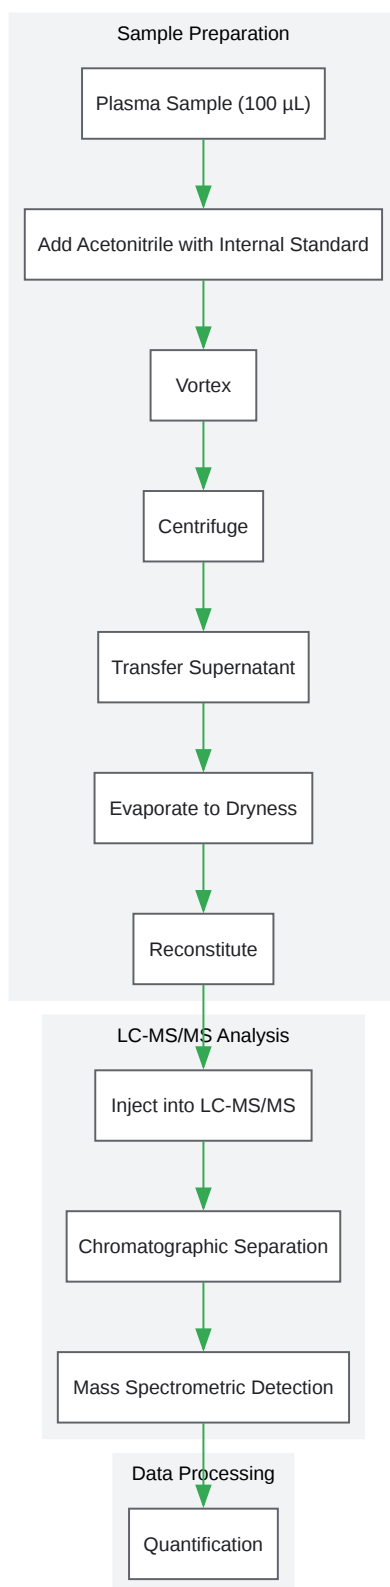 Sample Preparation
Plasma Sample (100 µL)
Add Acetonitrile with Internal Standard
Vortex
Centrifuge
Transfer Supernatant
Evaporate to Dryness
Reconstitute
LC-MS/MS Analysis
Inject into LC-MS/MS
Chromatographic Separation
Mass Spectrometric Detection
Data Processing
Quantification